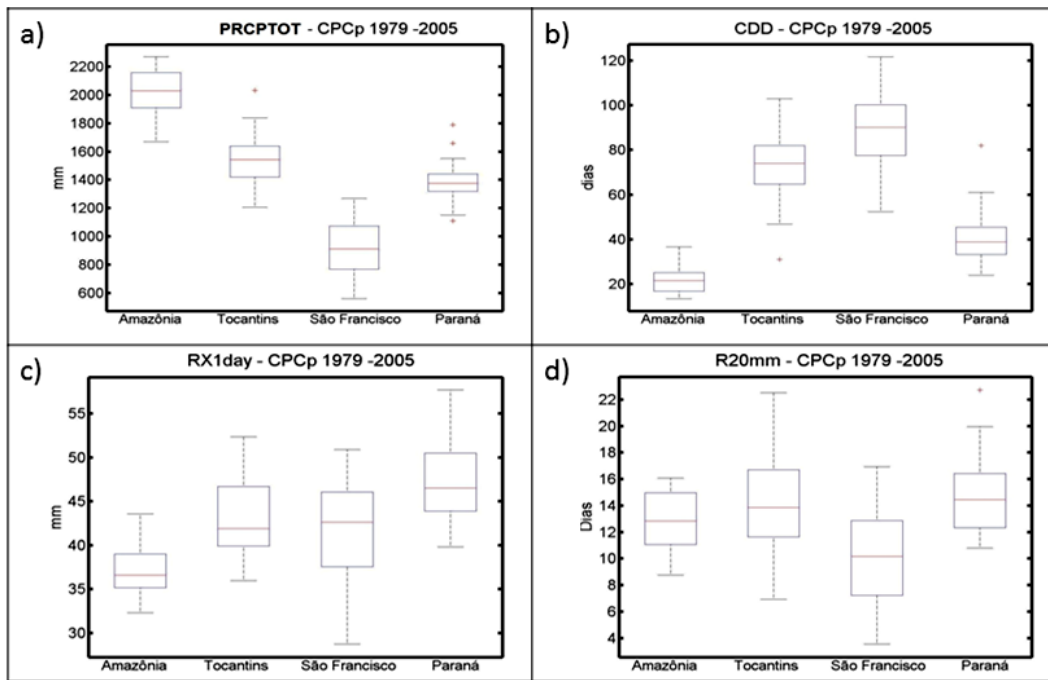 a)
PRCPTOT - CPCp 1979 -2005
2200
2000
1800
1600
1400
1200
1000
800
600
mm
Amazônia Tocantins São Francisco Paraná
b)
CDD - CPCp 1979 -2005
120
100
80
60
40
20
dias
Amazônia Tocantins São Francisco Paraná
c)
RX1day - CPCp 1979 -2005
55
50
45
40
35
30
mm
Amazônia Tocantins São Francisco Paraná
d)
R20mm - CPCp 1979 -2005
22
20
18
16
14
12
10
8
6
4
Dias
Amazônia Tocantins São Francisco Paraná